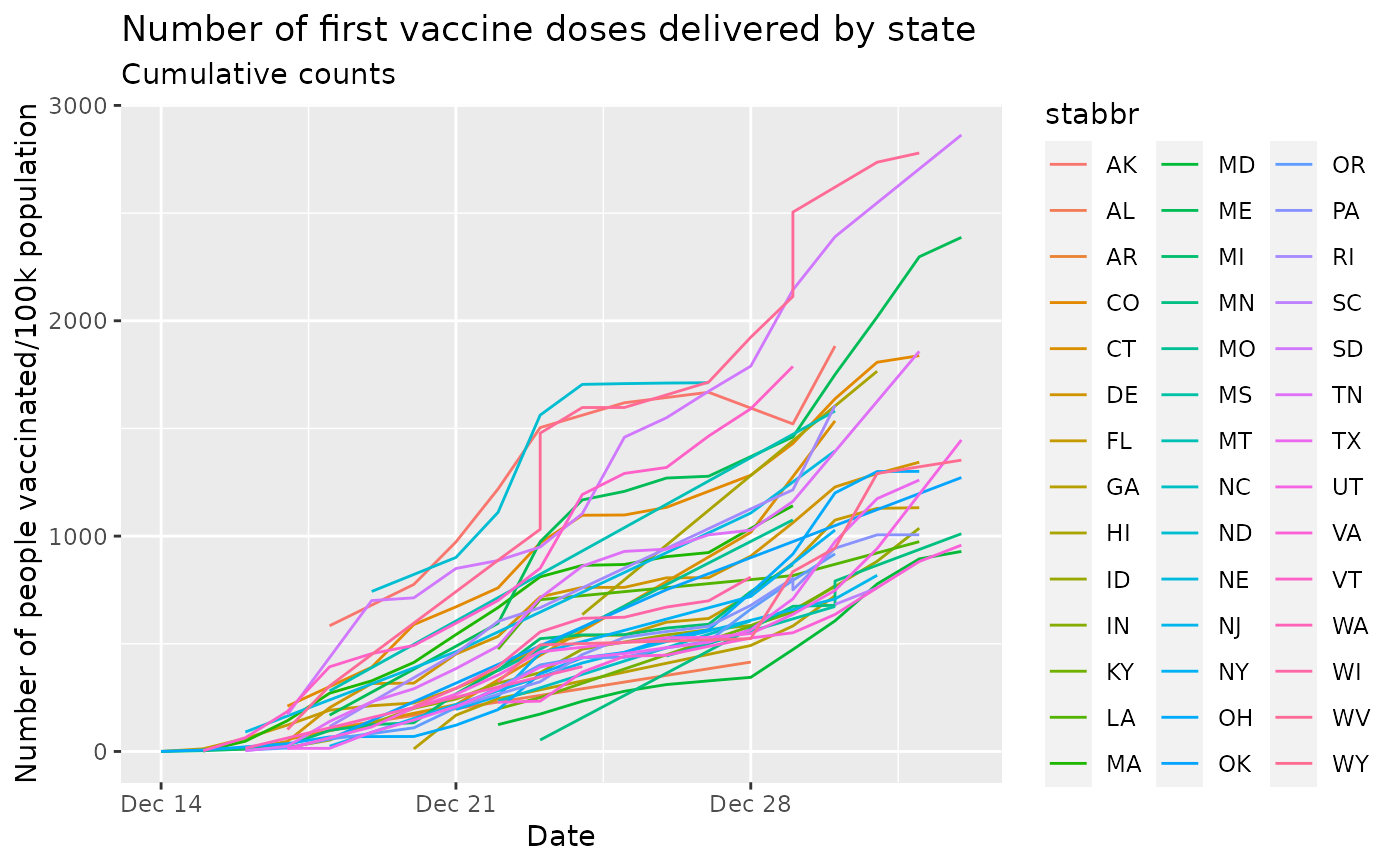 Number of first vaccine doses delivered by state
Cumulative counts
Number of people vaccinated/100k population
3000
2000
1000
0
Dec 14
Dec 21
Dec 28
Date
stabbr
AK
AL
AR
CO
CT
DE
FL
GA
HI
ID
IN
KY
LA
MA
MD
ME
MI
MN
MO
MS
MT
NC
ND
NE
NJ
NY
OH
OK
OR
PA
RI
SC
SD
TN
TX
UT
VA
VT
WA
WI
WV
WY